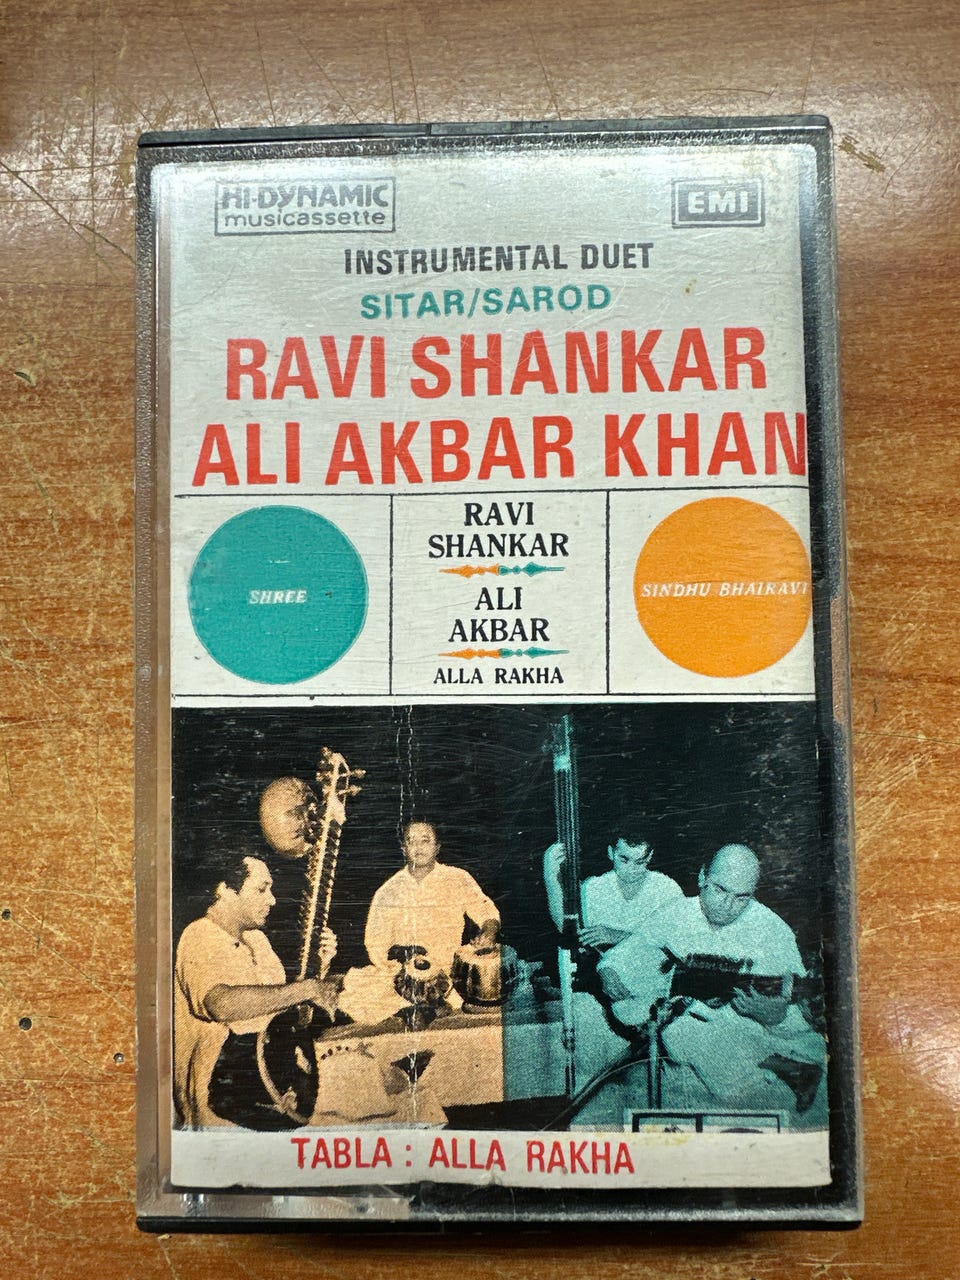 HI-DYNAMIC
musicassette
EMI
INSTRUMENTAL DUET
SITAR/SAROD
RAVI SHANKAR
ALI AKBAR KHAN
SHREE
RAVI
SHANKAR
ALI
AKBAR
ALLA RAKHA
SINDHU BHAIRAVI
TABLA : ALLA RAKHA